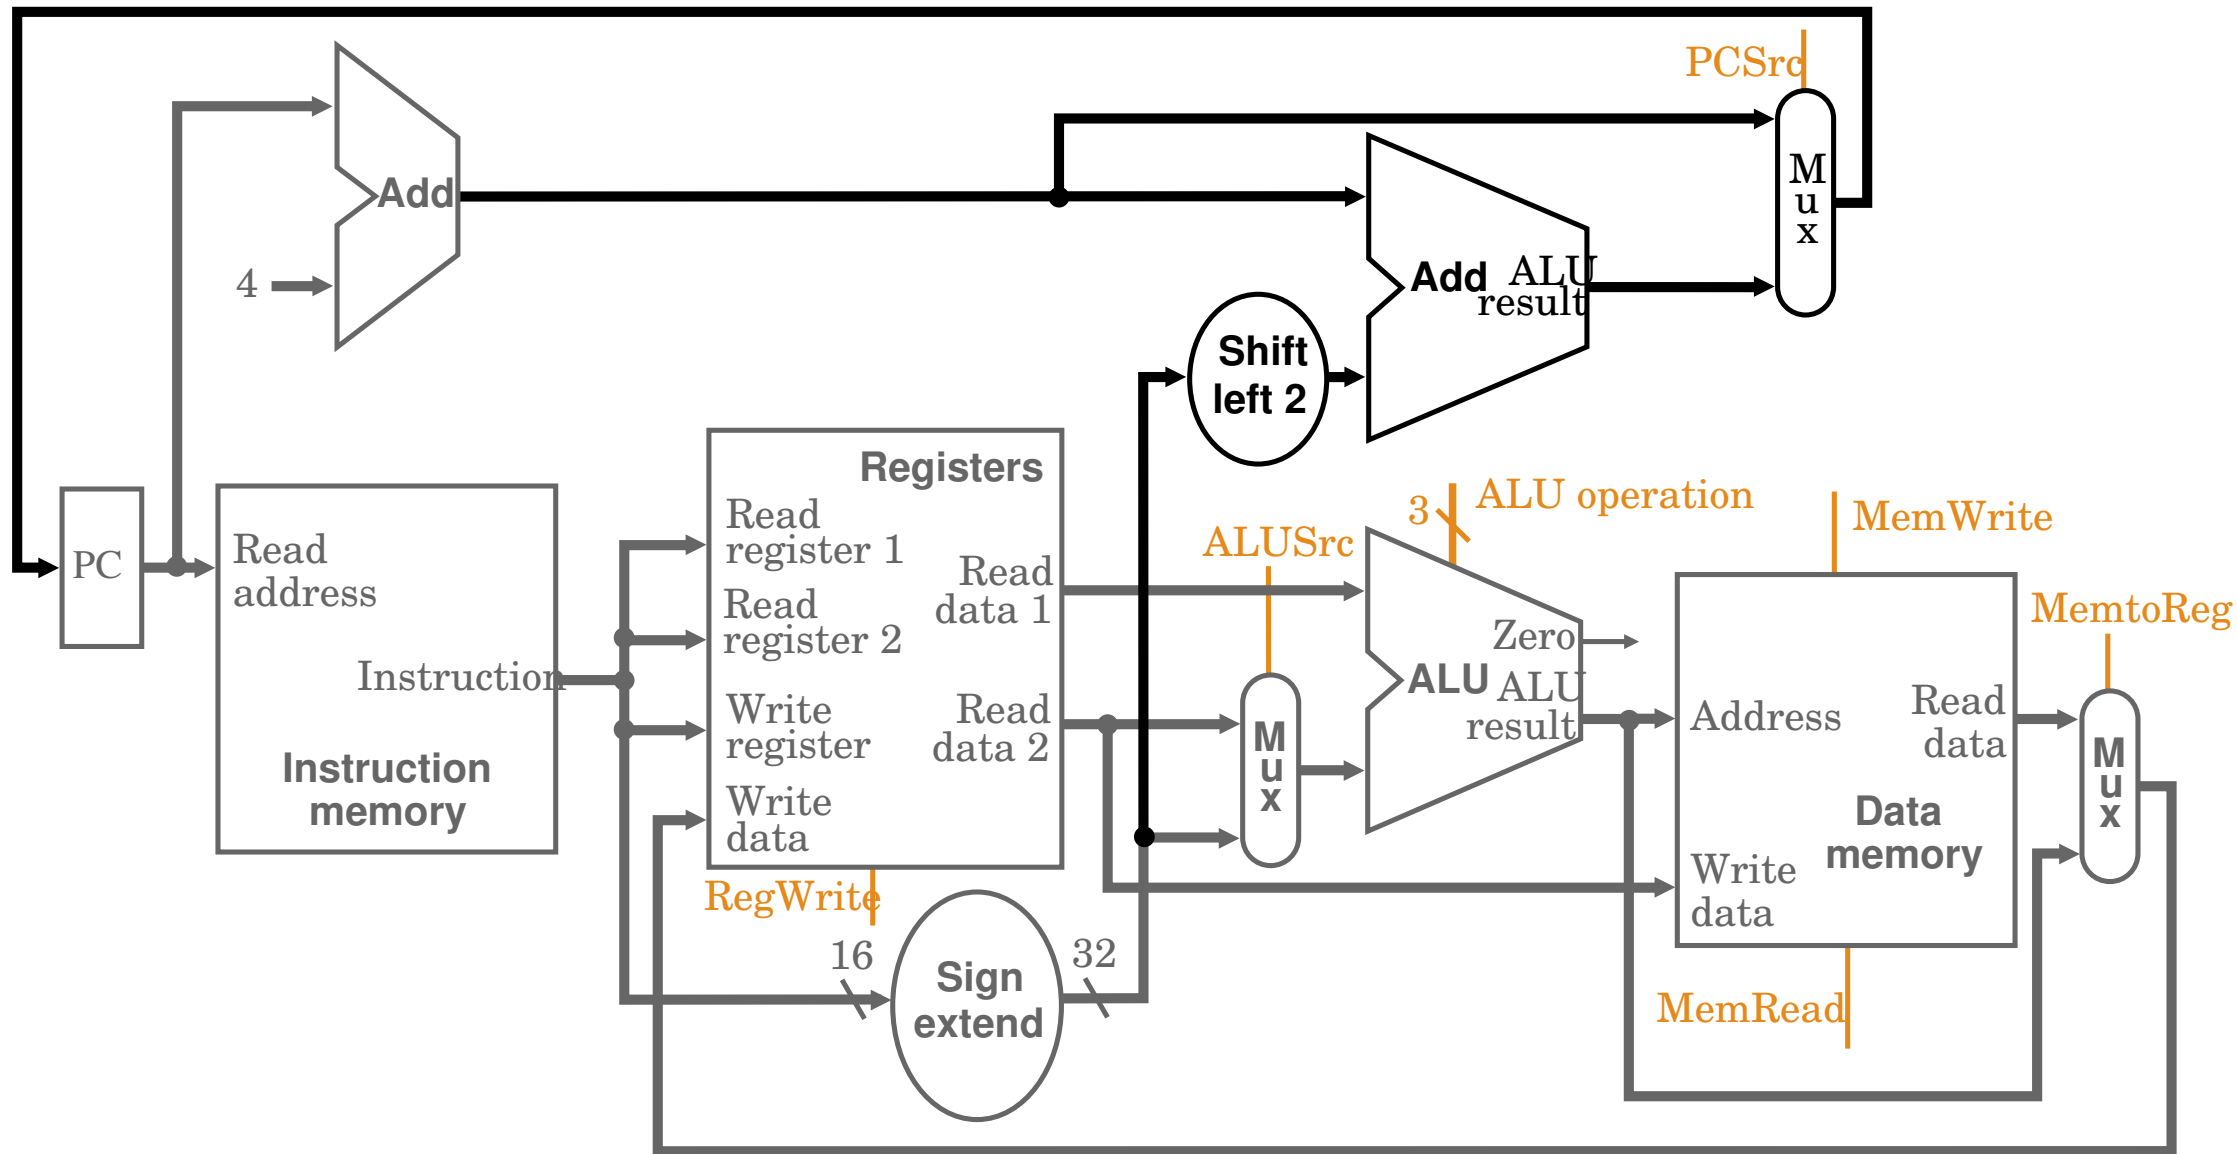 PCSrc
M
u
x
Add
4
Add
ALU
result
Shift
left 2
PC
Read
address
Instruction
Instruction
memory
Registers
Read
register 1
Read
register 2
Write
register
Write
data
Read
data 1
Read
data 2
RegWrite
16
Sign
extend
32
ALUSrc
M
u
x
3
ALU operation
Zero
ALU
ALU
result
MemWrite
Address
Read
data
Write
data
Data
memory
MemRead
MemtoReg
M
u
x